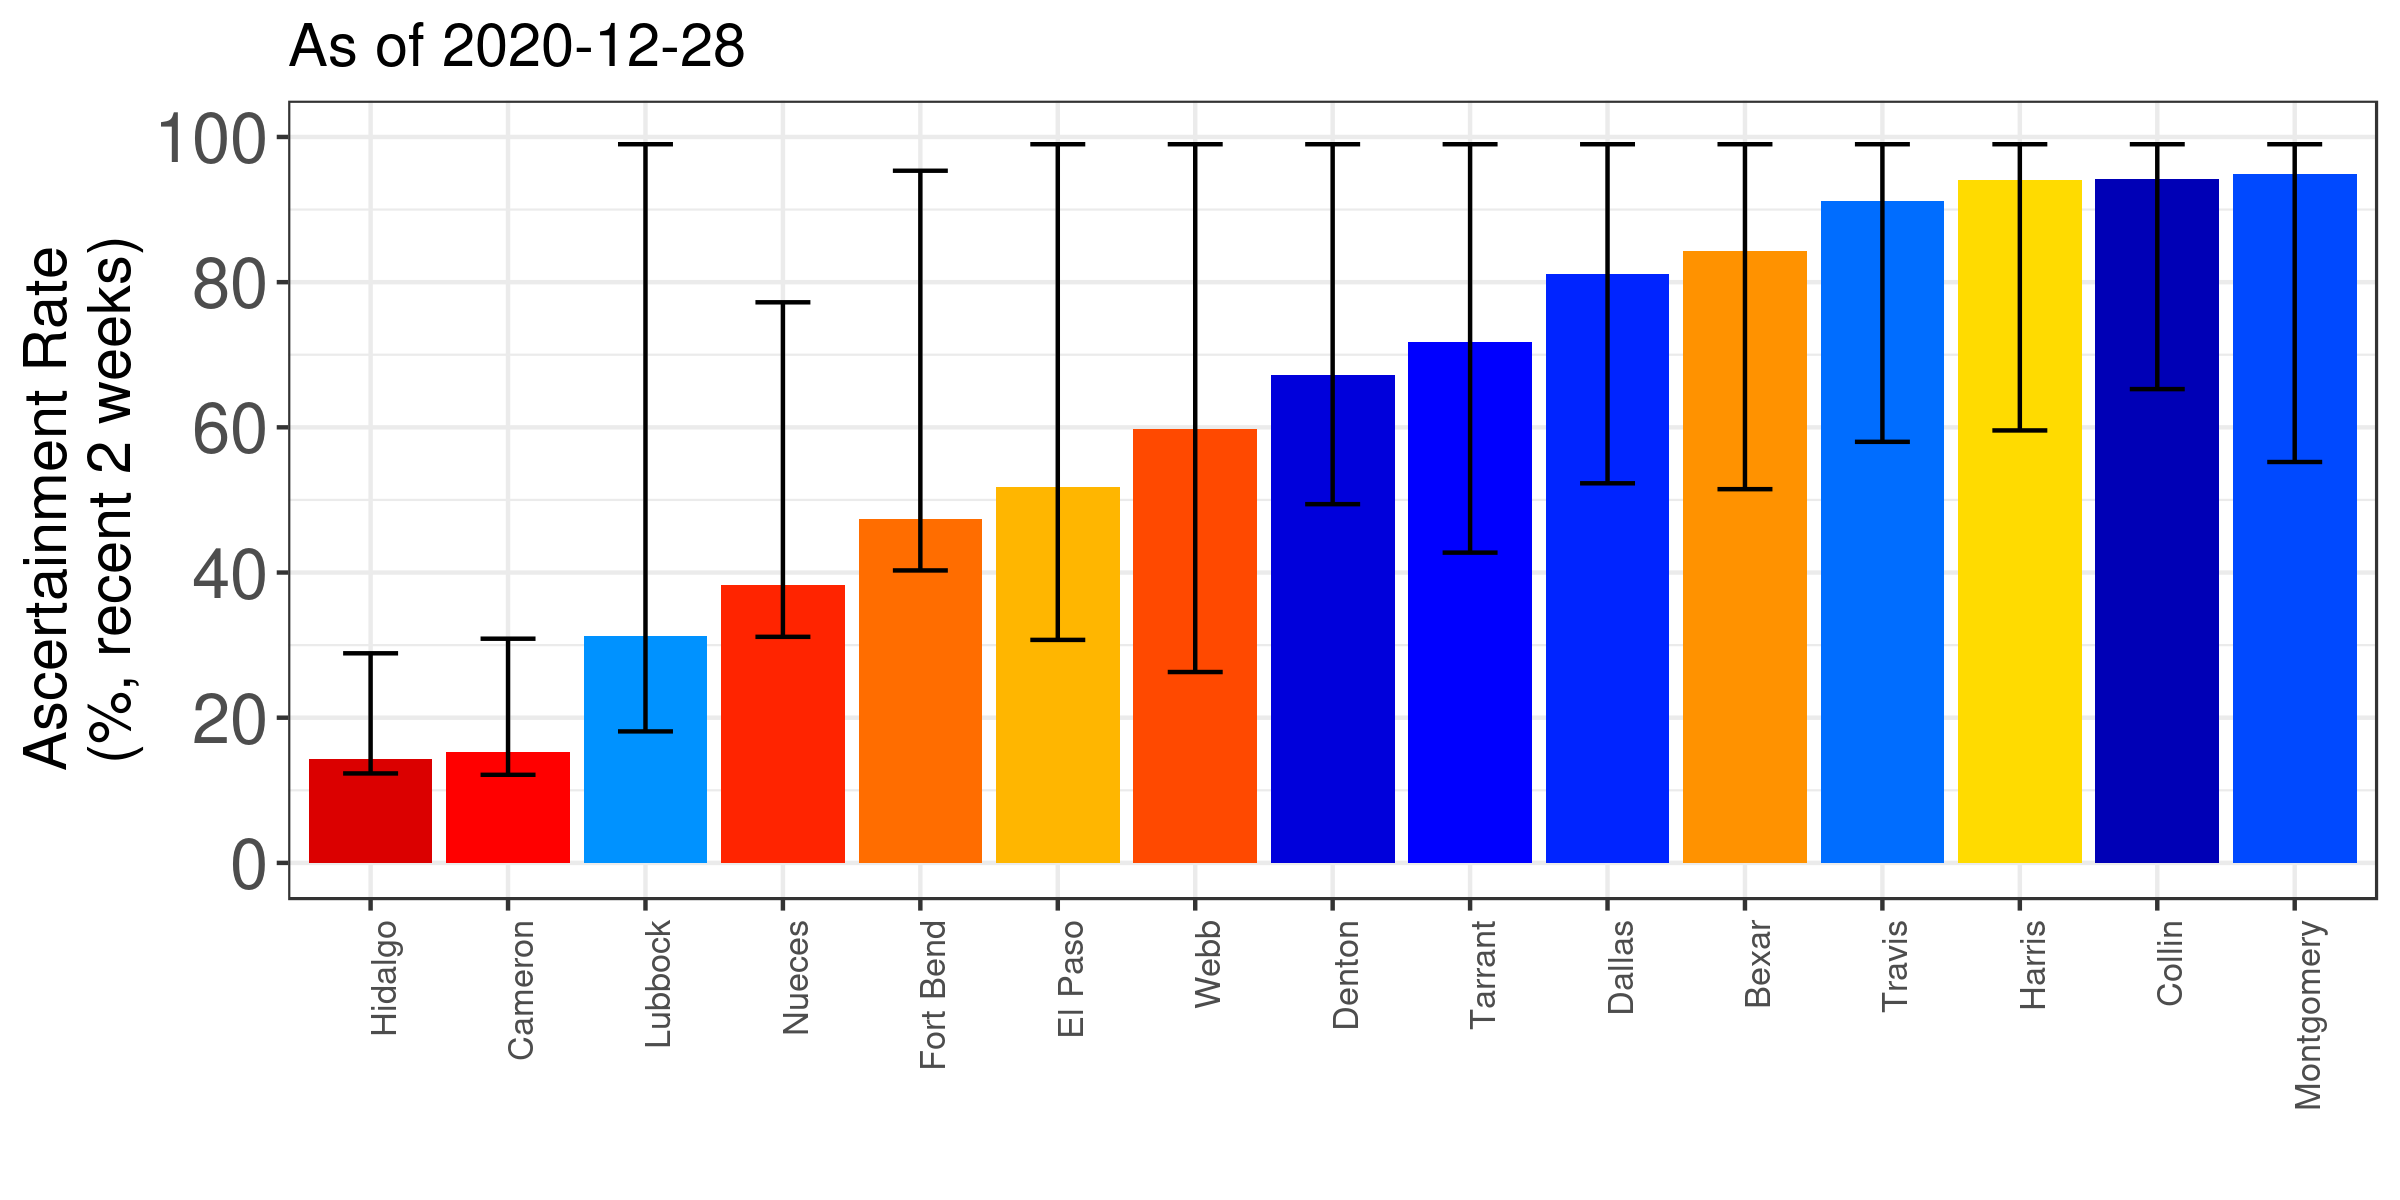 As of 2020-12-28
Ascertainment Rate
(%, recent 2 weeks)
100
80
60
40
20
0
Hidalgo
Cameron
Lubbock
Nueces
Fort Bend
El Paso
Webb
Denton
Tarrant
Dallas
Bexar
Travis
Harris
Collin
Montgomery